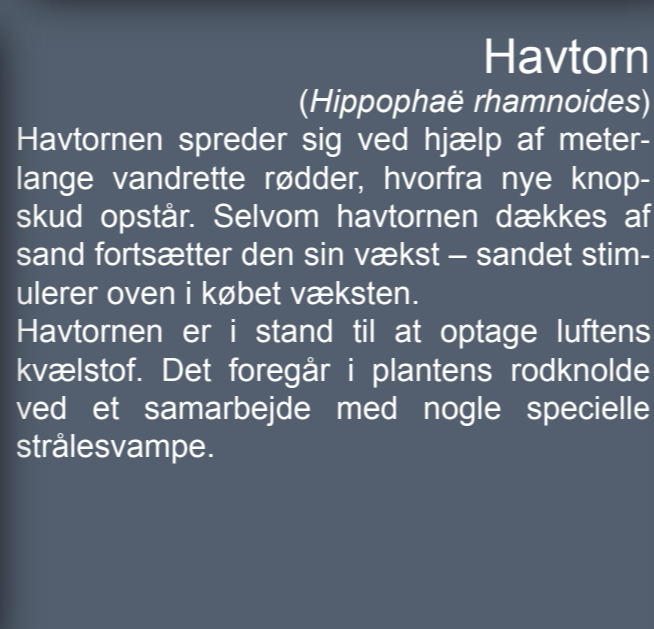 Havtorn
(Hippophaë rhamnoides)
Havtornen spreder sig ved hjælp af meter-
lange vandrette rødder, hvorfra nye knop-
skud opstår. Selvom havtornen dækkes af
sand fortsætter den sin vækst – sandet stim-
ulerer oven i købet væksten.
Havtornen er i stand til at optage luftens
kvælstof. Det foregår i plantens rodknolde
ved et samarbejde med nogle specielle
strålesvampe.